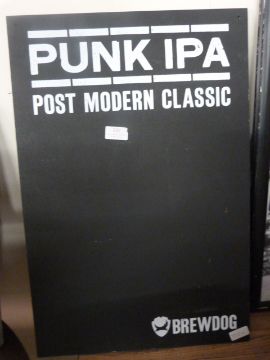 PUNK IPA
POST MODERN CLASSIC
BREWDOG